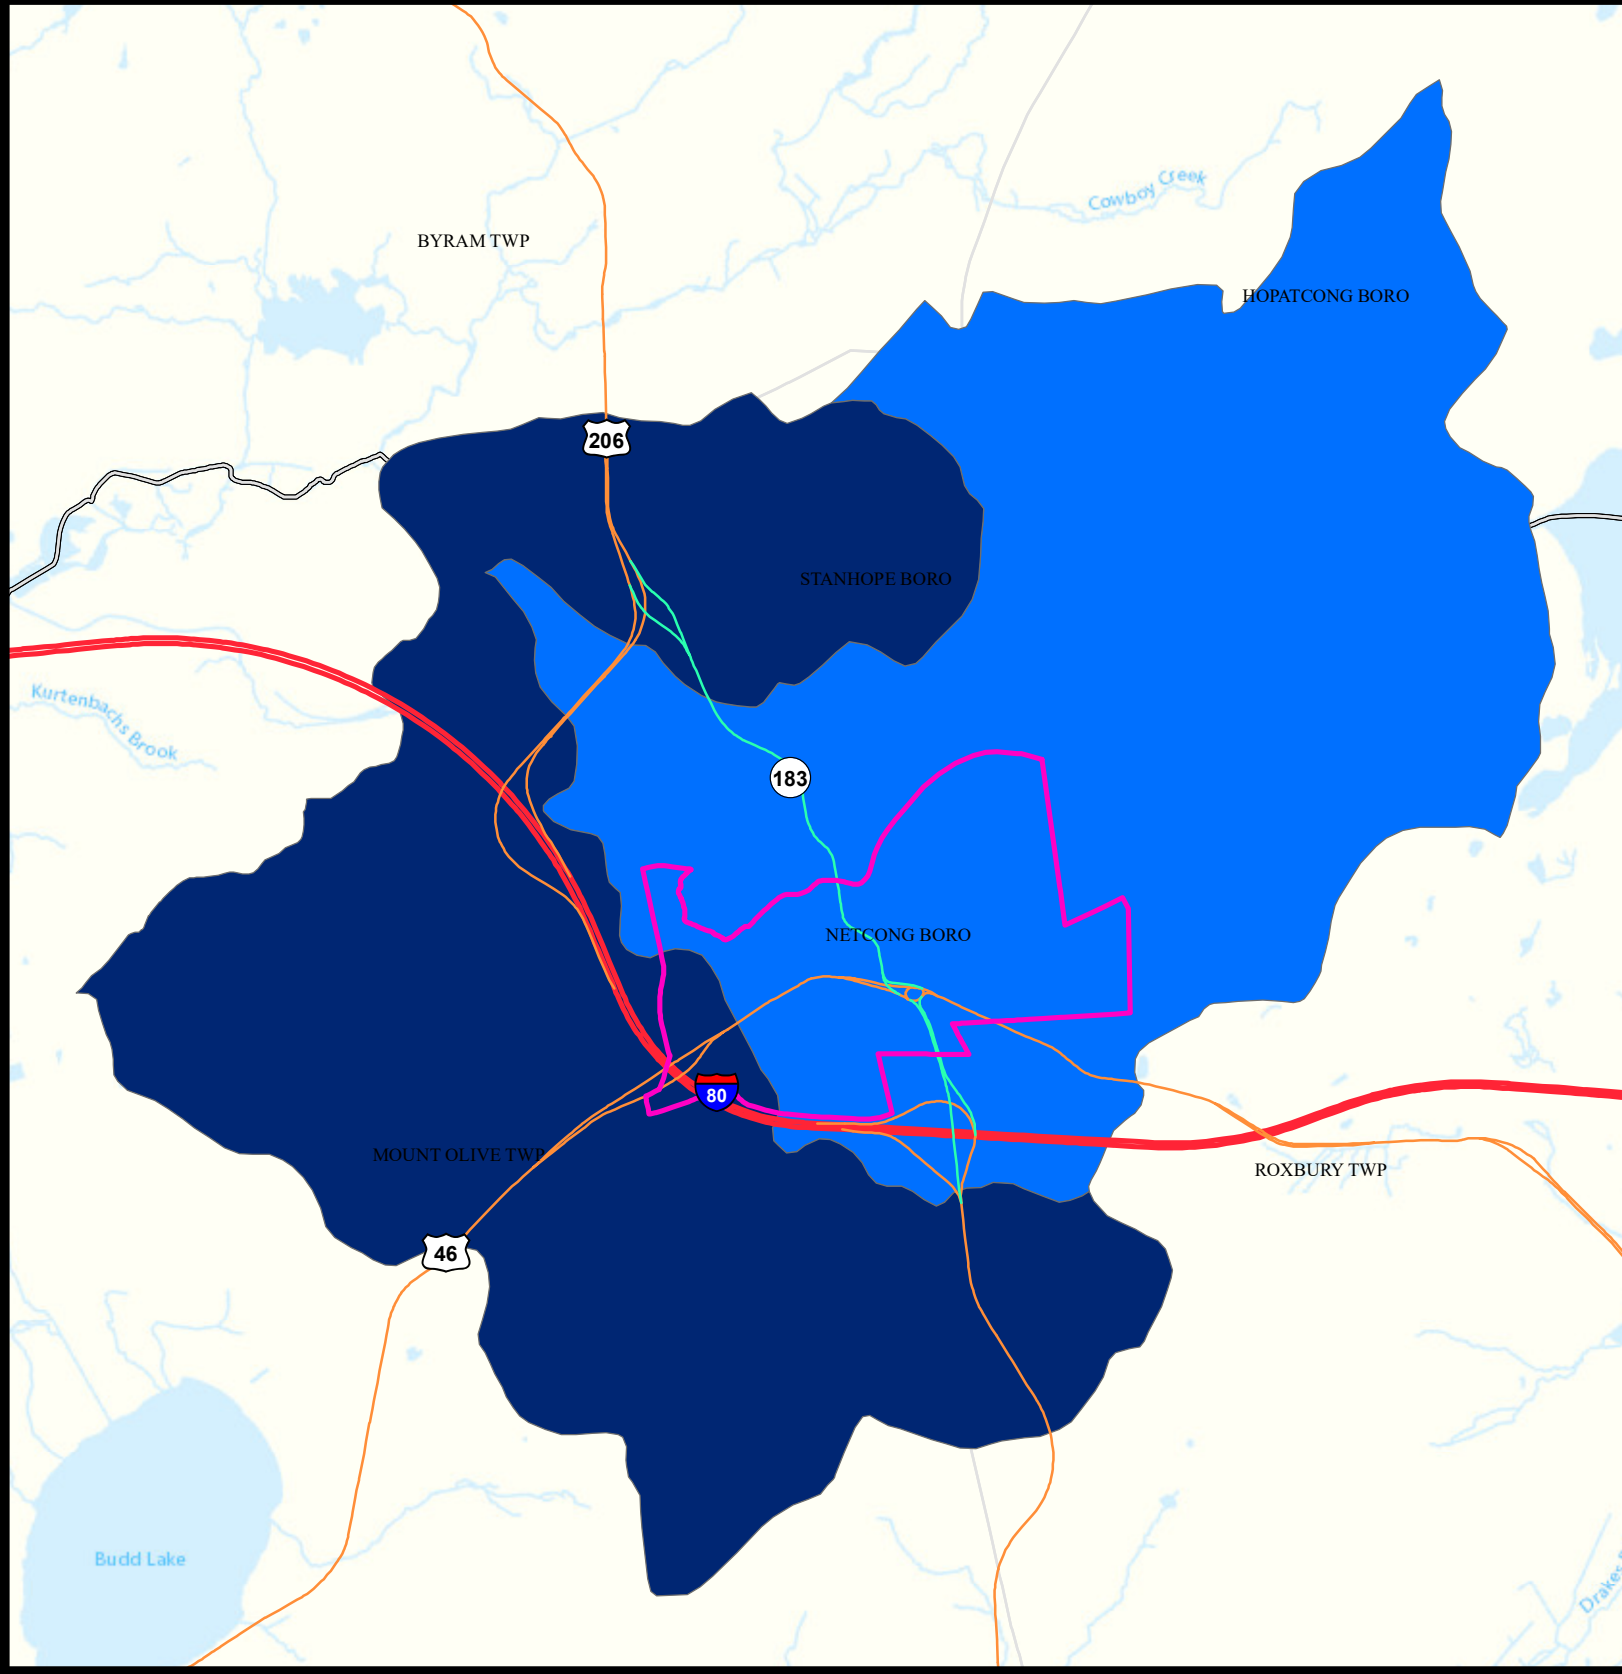 Cowboy Creek
BYRAM TWP
HOPATCONG BORO
206
STANHOPE BORO
Kurtenbachs Brook
183
NETCONG BORO
80
MOUNT OLIVE TWP
ROXBURY TWP
46
Budd Lake
Drakes